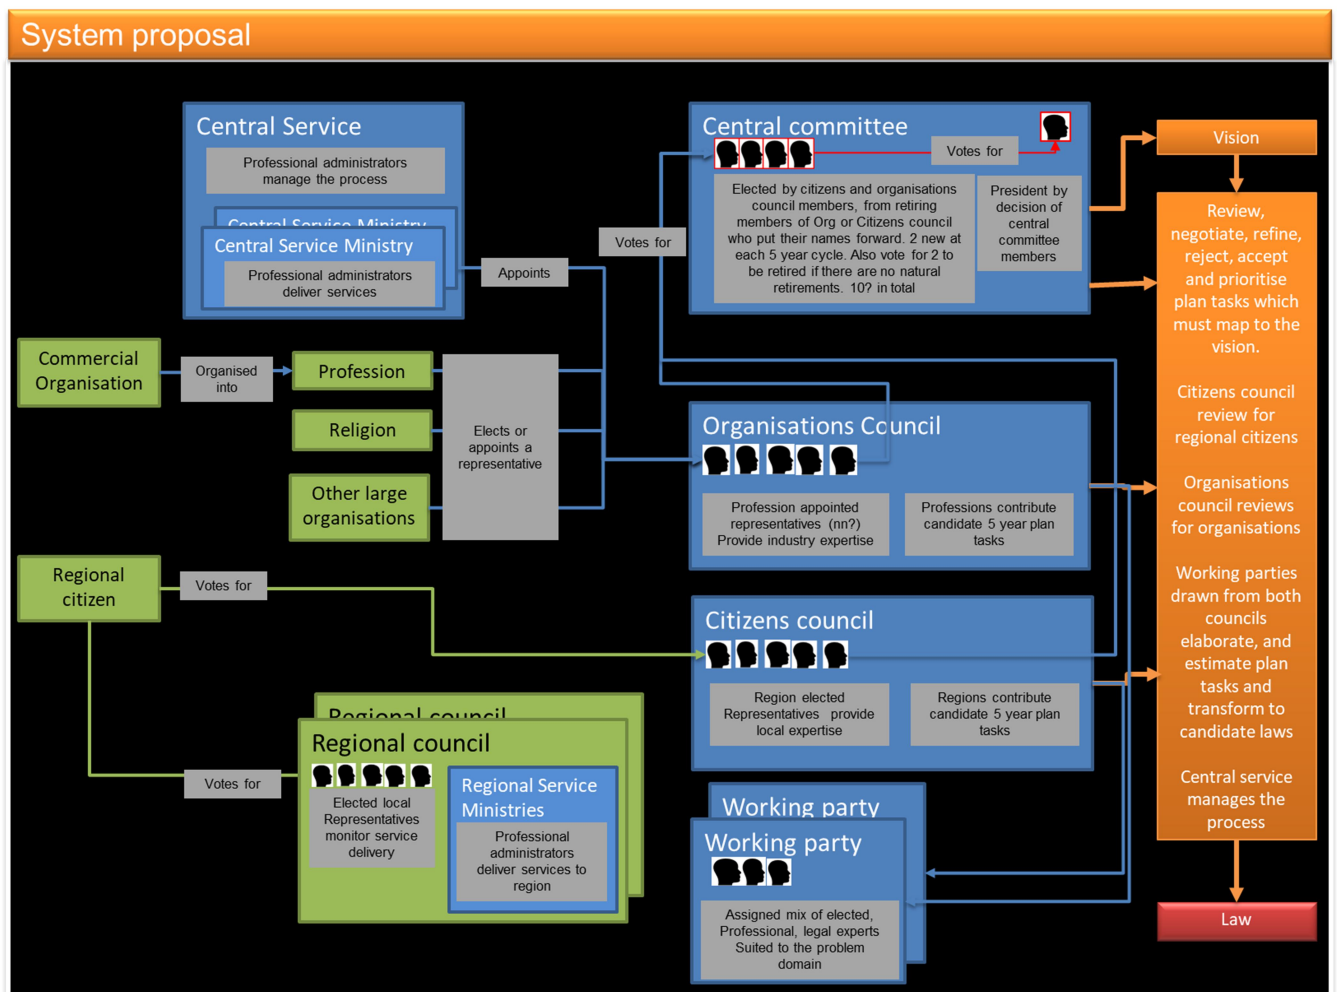 System proposal
Central Service
Professional administrators
manage the process
Central Service Ministry
Central Service Ministry
Professional administrators
deliver services
Appoints
Commercial
Organisation
Organised
into
Profession
Religion
Other large
organisations
Elects or
appoints a
representative
Regional
citizen
Votes for
Votes for
Regional council
Regional council
Elected local
Representatives
monitor service
delivery
Regional Service
Ministries
Professional
administrators
deliver services to
region
Votes for
Central committee
Votes for
Elected by citizens and organisations
council members, from retiring
members of Org or Citizens council
who put their names forward. 2 new at
each 5 year cycle. Also vote for 2 to
be retired if there are no natural
retirements. 10? in total
President by
decision of
central
committee
members
Organisations Council
Profession appointed
representatives (nn?)
Provide industry expertise
Professions contribute
candidate 5 year plan
tasks
Citizens council
Region elected
Representatives provide
local expertise
Regions contribute
candidate 5 year plan
tasks
Working party
Working party
Assigned mix of elected,
Professional, legal experts
Suited to the problem
domain
Vision
Review,
negotiate, refine,
reject, accept
and prioritise
plan tasks which
must map to the
vision.
Citizens council
review for
regional citizens
Organisations
council reviews
for organisations
Working parties
drawn from both
councils
elaborate, and
estimate plan
tasks and
transform to
candidate laws
Central service
manages the
process
Law